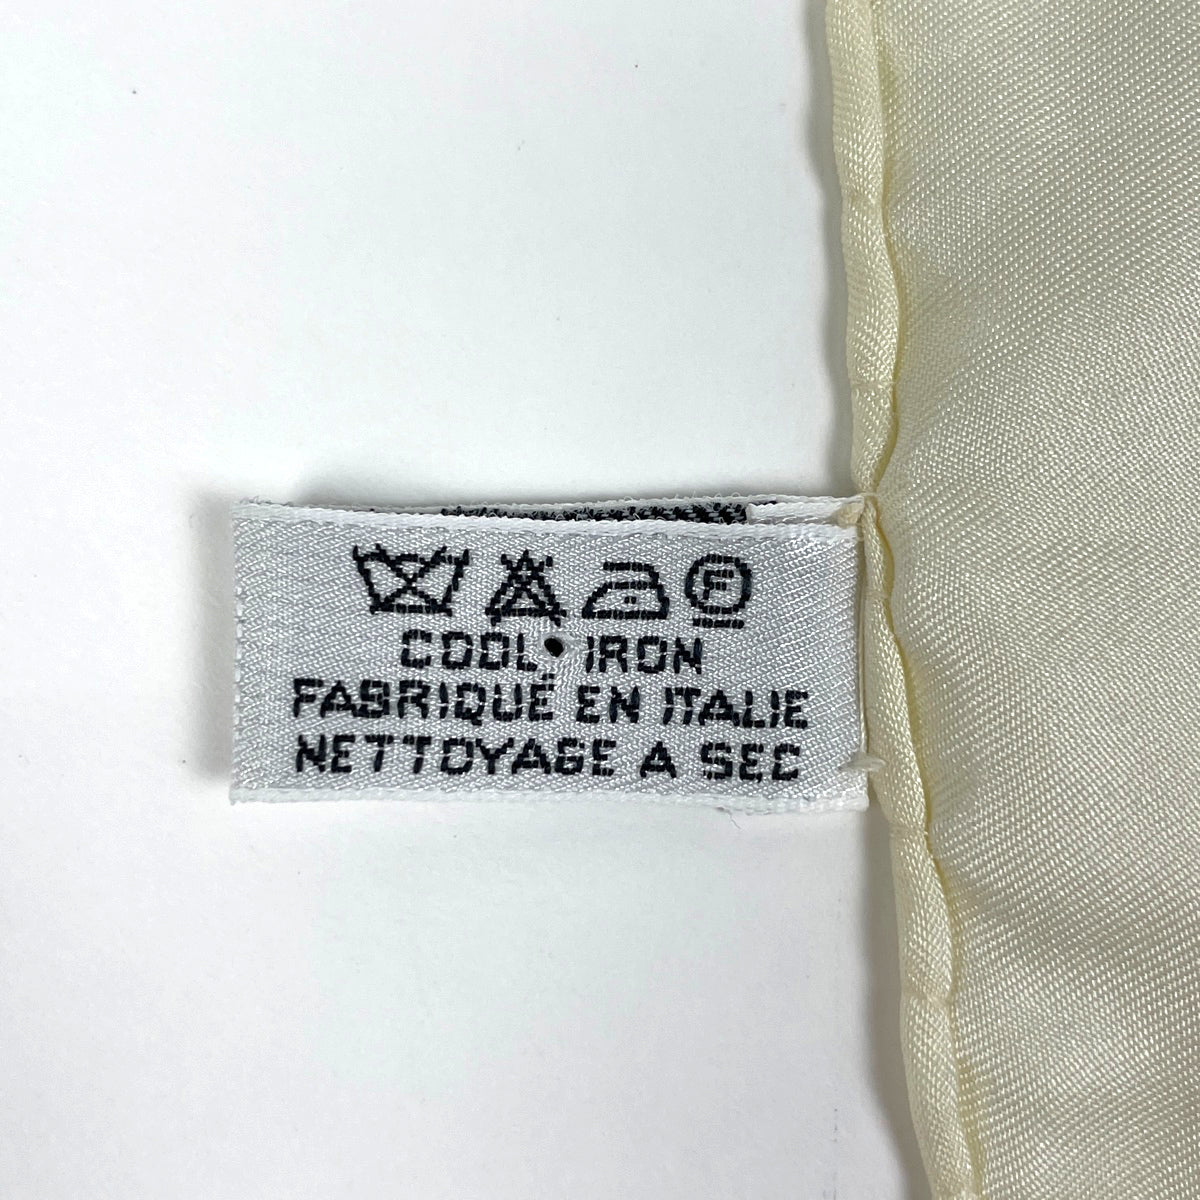 F
COOL IRON
FABRIQUÉ EN ITALIE
NETTOYAGE A SEC